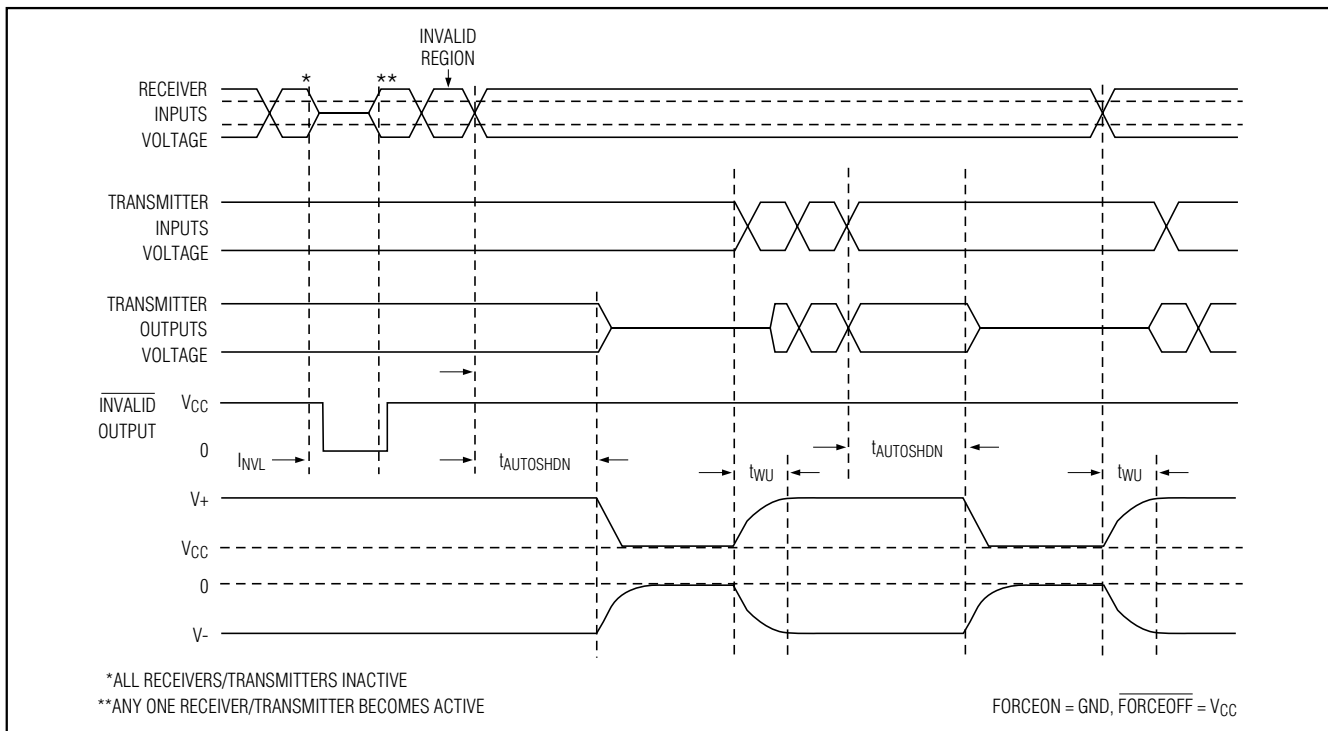 INVALID
REGION
*
**
RECEIVER
INPUTS
VOLTAGE
TRANSMITTER
INPUTS
VOLTAGE
TRANSMITTER
OUTPUTS
VOLTAGE
INVALID
OUTPUT
VCC
0
INVL
tAUTOSHDN
tAUTOSHDN
tWU
tWU
V+
VCC
0
V-
*ALL RECEIVERS/TRANSMITTERS INACTIVE
**ANY ONE RECEIVER/TRANSMITTER BECOMES ACTIVE
FORCEON = GND, FORCEOFF = VCC